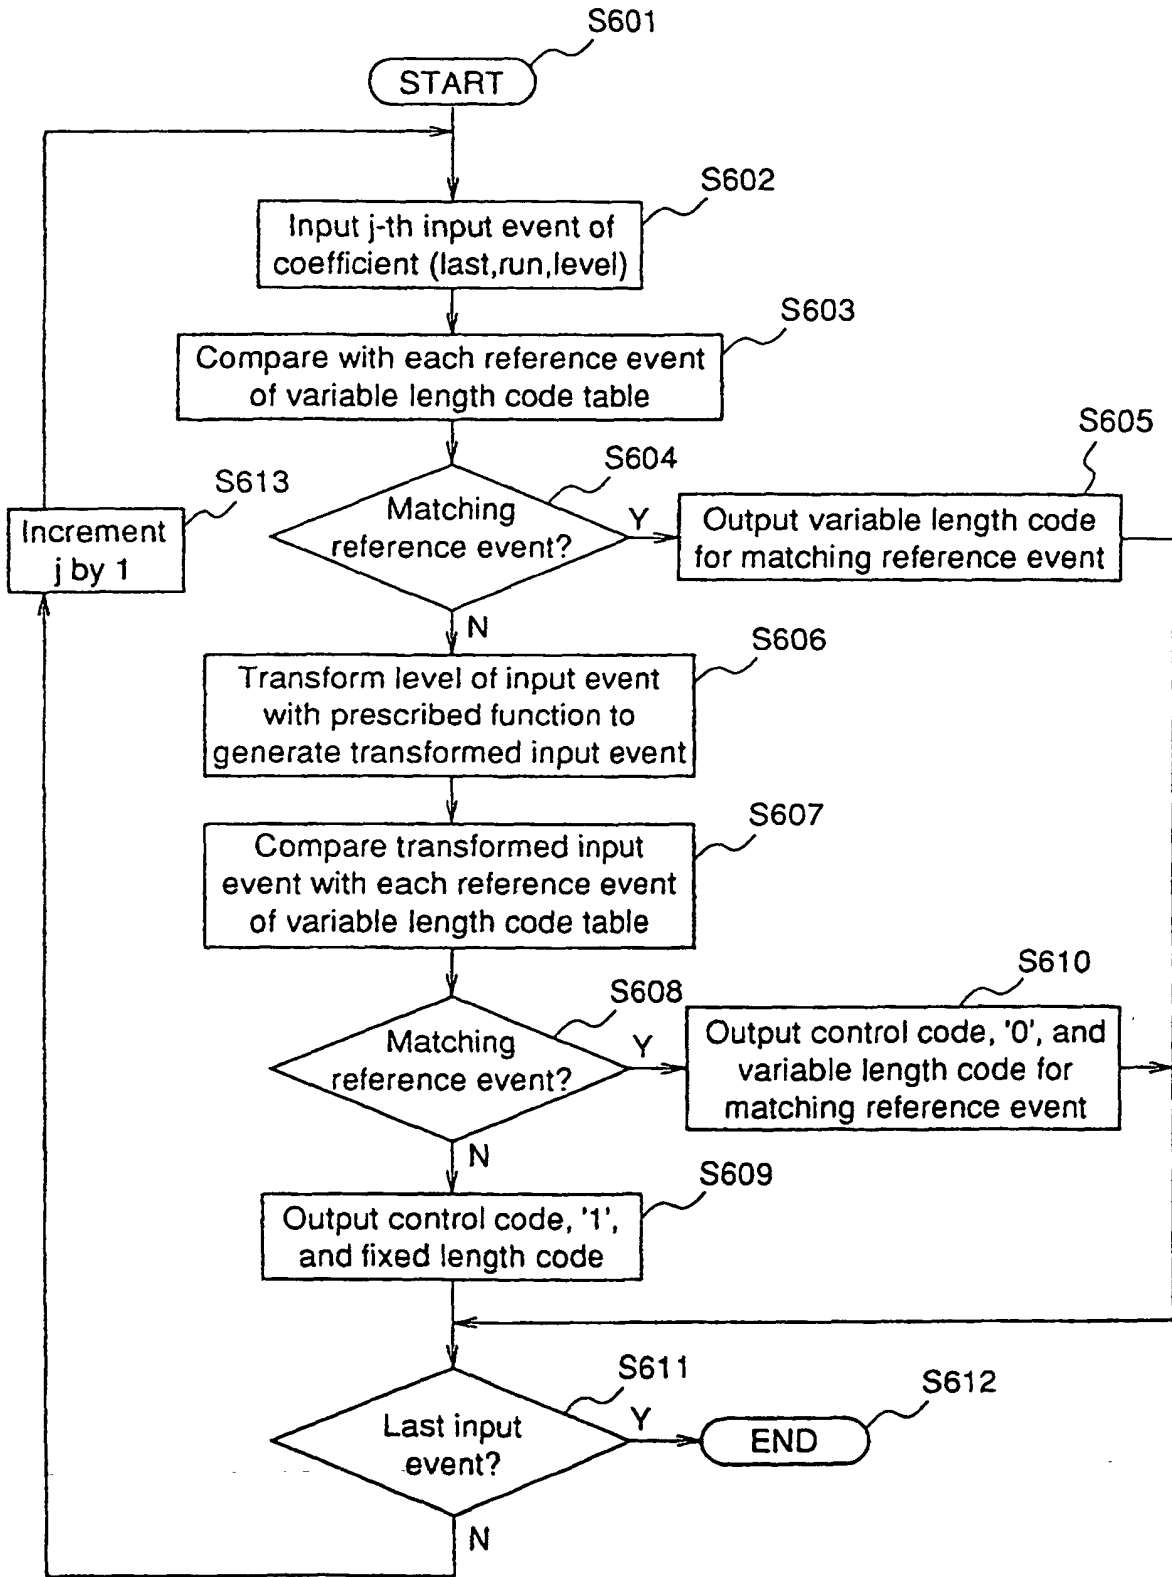 S601
START
S602
Input j-th input event of
coefficient (last,run,level)
S603
Compare with each reference event
of variable length code table
S604
Matching
reference event?
Y
N
S605
Output variable length code
for matching reference event
S613
Increment
j by 1
S606
Transform level of input event
with prescribed function to
generate transformed input event
S607
Compare transformed input
event with each reference event
of variable length code table
S608
Matching
reference event?
Y
N
S610
Output control code, '0', and
variable length code for
matching reference event
S609
Output control code, '1',
and fixed length code
S611
Last input
event?
Y
N
S612
END